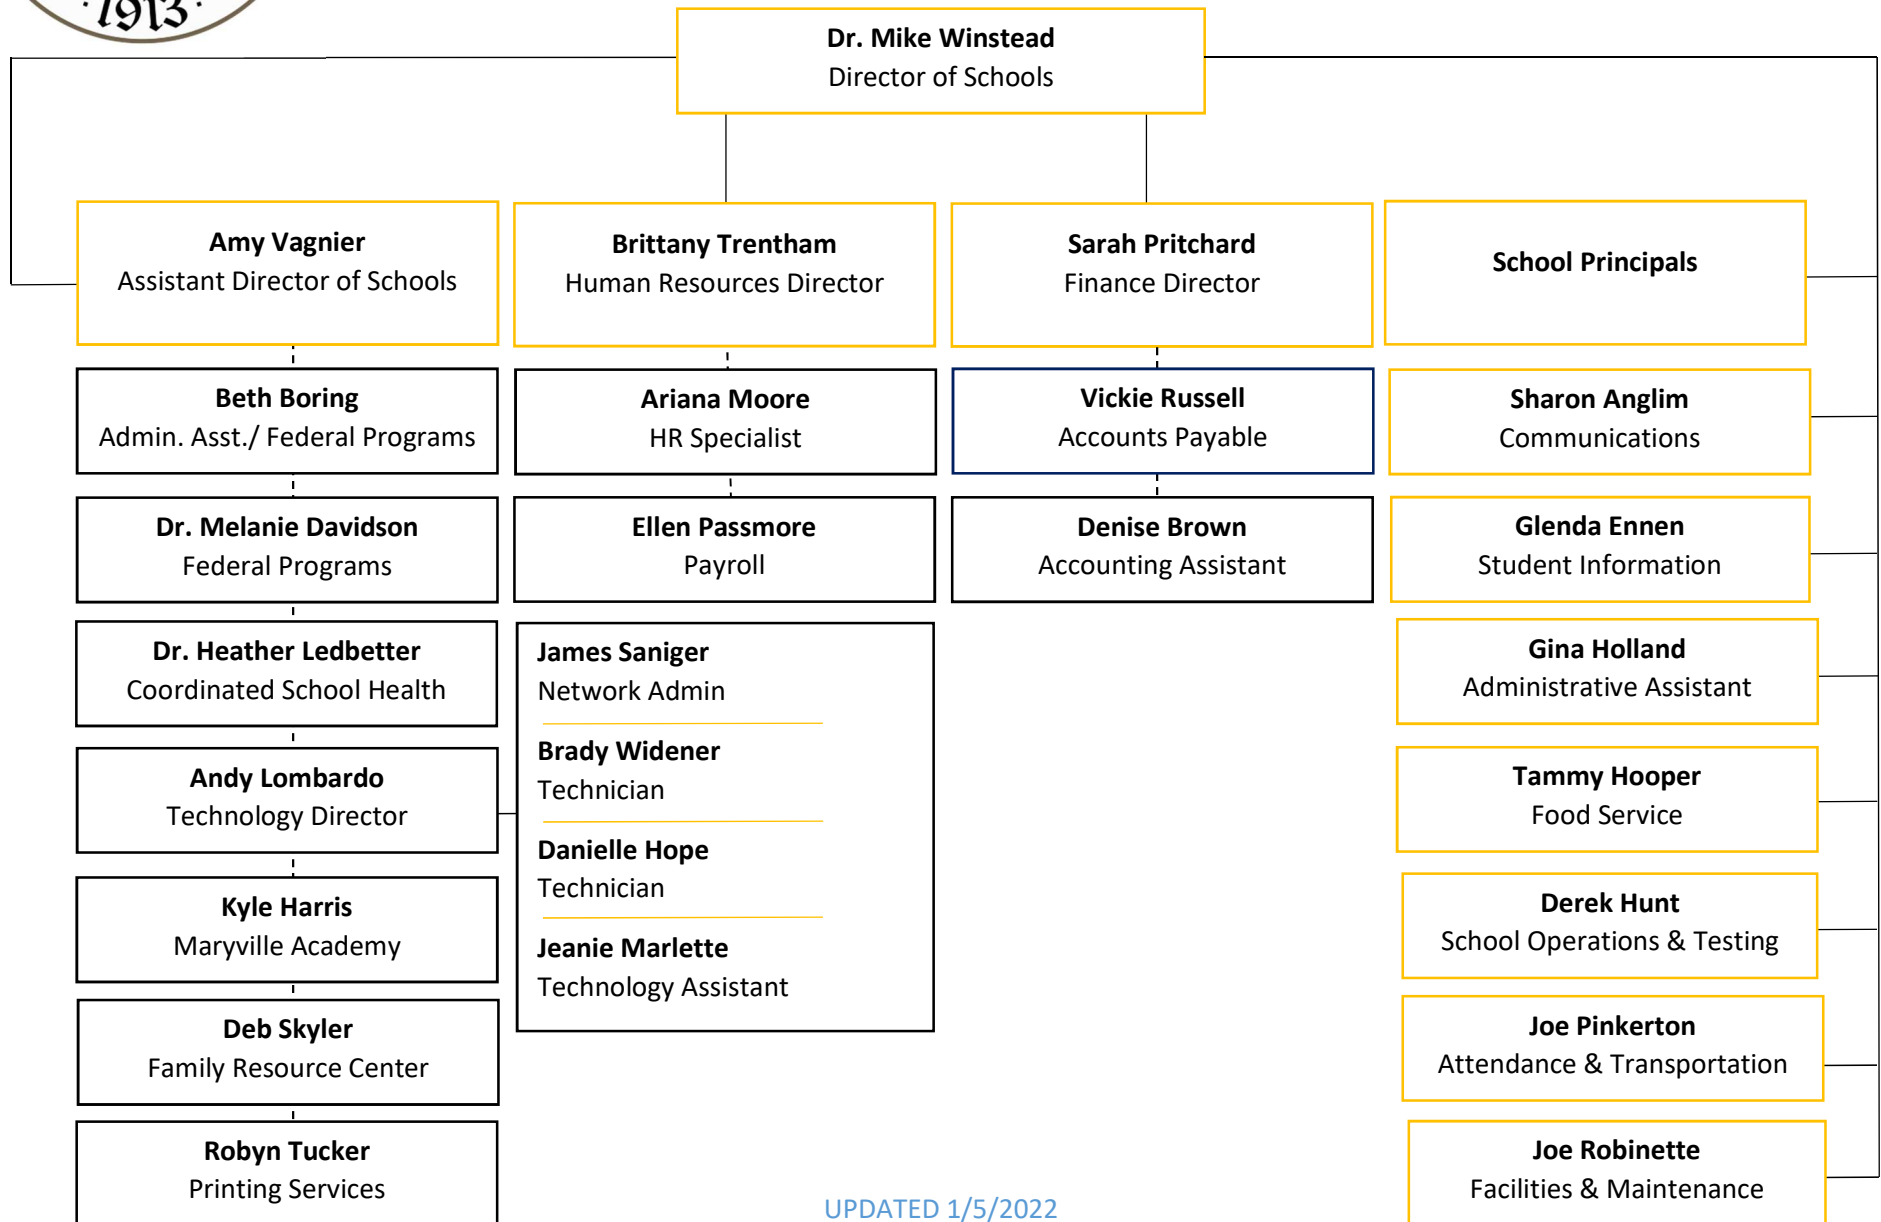 · 1913 ·
Dr. Mike Winstead
Director of Schools
Amy Vagnier
Assistant Director of Schools
Brittany Trentham
Human Resources Director
Sarah Pritchard
Finance Director
School Principals
Beth Boring
Admin. Asst./ Federal Programs
Ariana Moore
HR Specialist
Vickie Russell
Accounts Payable
Sharon Anglim
Communications
Dr. Melanie Davidson
Federal Programs
Ellen Passmore
Payroll
Denise Brown
Accounting Assistant
Glenda Ennen
Student Information
Dr. Heather Ledbetter
Coordinated School Health
James Saniger
Network Admin
Brady Widener
Technician
Danielle Hope
Technician
Jeanie Marlette
Technology Assistant
Gina Holland
Administrative Assistant
Andy Lombardo
Technology Director
Tammy Hooper
Food Service
Kyle Harris
Maryville Academy
Derek Hunt
School Operations & Testing
Deb Skyler
Family Resource Center
Joe Pinkerton
Attendance & Transportation
Robyn Tucker
Printing Services
Joe Robinette
Facilities & Maintenance
UPDATED 1/5/2022